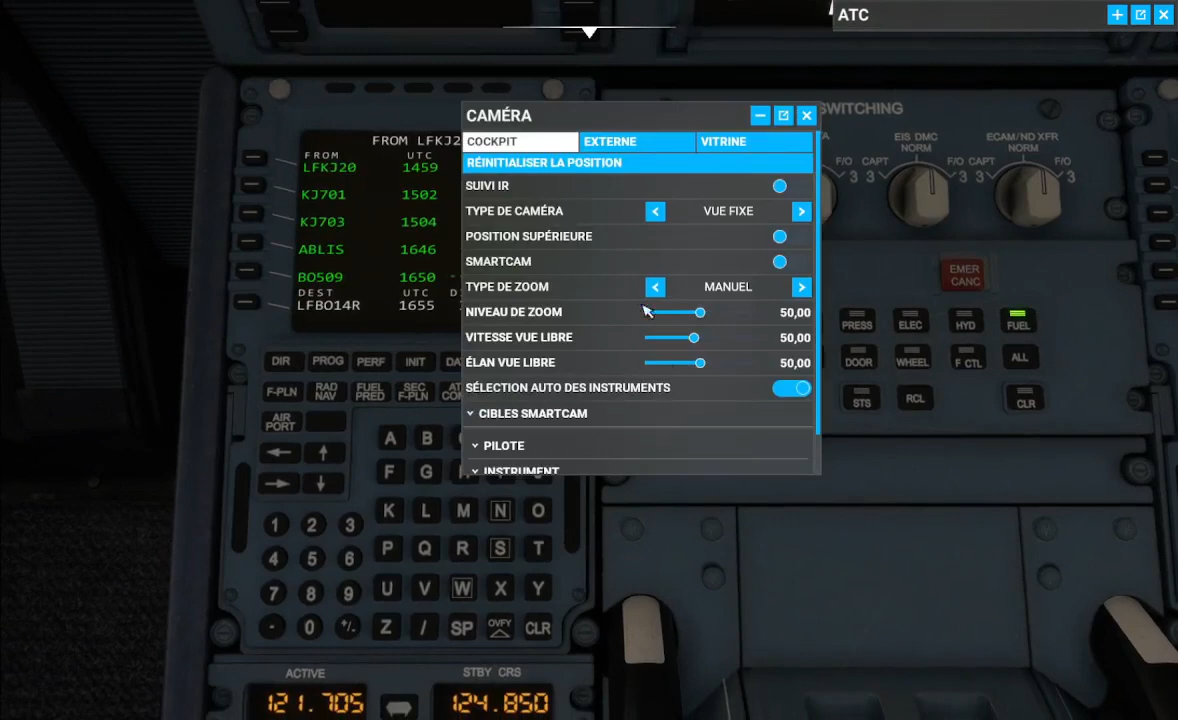 ATC
CAMÉRA
COCKPIT
EXTERNE
VITRINE
RÉINITIALISER LA POSITION
SUIVI IR
TYPE DE CAMÉRA
VUE FIXE
POSITION SUPÉRIEURE
SMARTCAM
TYPE DE ZOOM
MANUEL
NIVEAU DE ZOOM
50,00
VITESSE VUE LIBRE
50,00
ÉLAN VUE LIBRE
50,00
SÉLECTION AUTO DES INSTRUMENTS
CIBLES SMARTCAM
PILOTE
INSTRUMENT
FROM LFKJ2
FROM UTC
LFKJ20 1459
KJ701 1502
KJ703 1504
ABLIS 1646
BO509 1650 --
DEST UTC D
LFBO14R 1655
DIR PROG PERF INIT
F-PLN RAD NAV FUEL PRED SEC F-PLN
AIR PORT
A B
F G H
K L M N O
1 2 3
P Q R S T
4 5 6
U V W X Y
7 8 9
Z / SP OVFY CLR
- 0 +/-
ACTIVE STBY CRS
121.705 124.850
SWITCHING
EIS DMC
NORM
ECAM/ND XFR
NORM
F/O CAPT F/O CAPT F/O
3 3 3
EMER CANC
PRESS ELEC HYD FUEL
DOOR WHEEL F CTL ALL
STS RCL CLR